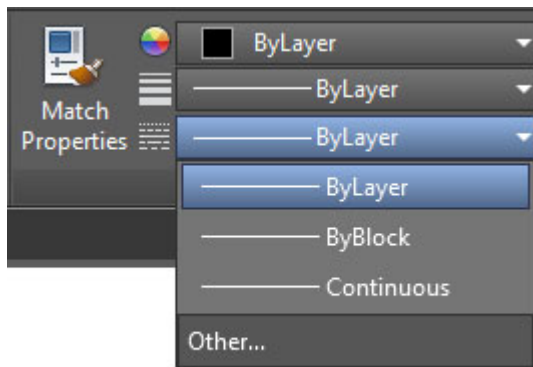 ByLayer
ByLayer
Match
Properties
ByLayer
ByLayer
ByBlock
Continuous
Other...